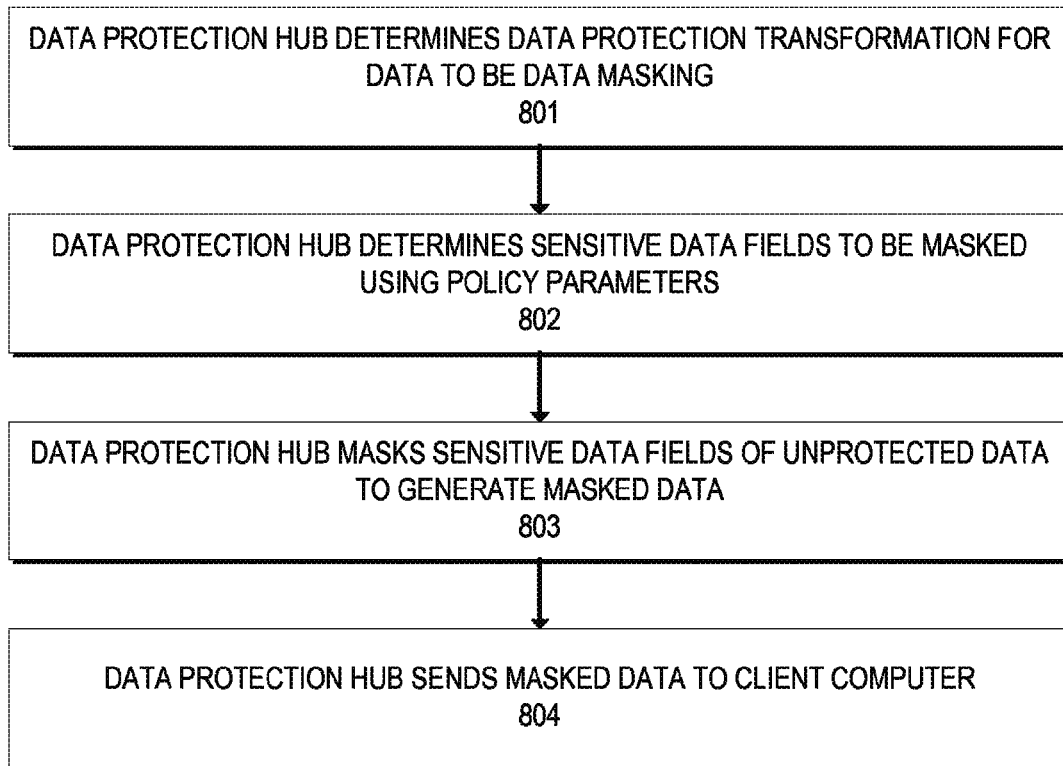 DATA PROTECTION HUB DETERMINES DATA PROTECTION TRANSFORMATION FOR
DATA TO BE DATA MASKING
801
DATA PROTECTION HUB DETERMINES SENSITIVE DATA FIELDS TO BE MASKED
USING POLICY PARAMETERS
802
DATA PROTECTION HUB MASKS SENSITIVE DATA FIELDS OF UNPROTECTED DATA
TO GENERATE MASKED DATA
803
DATA PROTECTION HUB SENDS MASKED DATA TO CLIENT COMPUTER
804